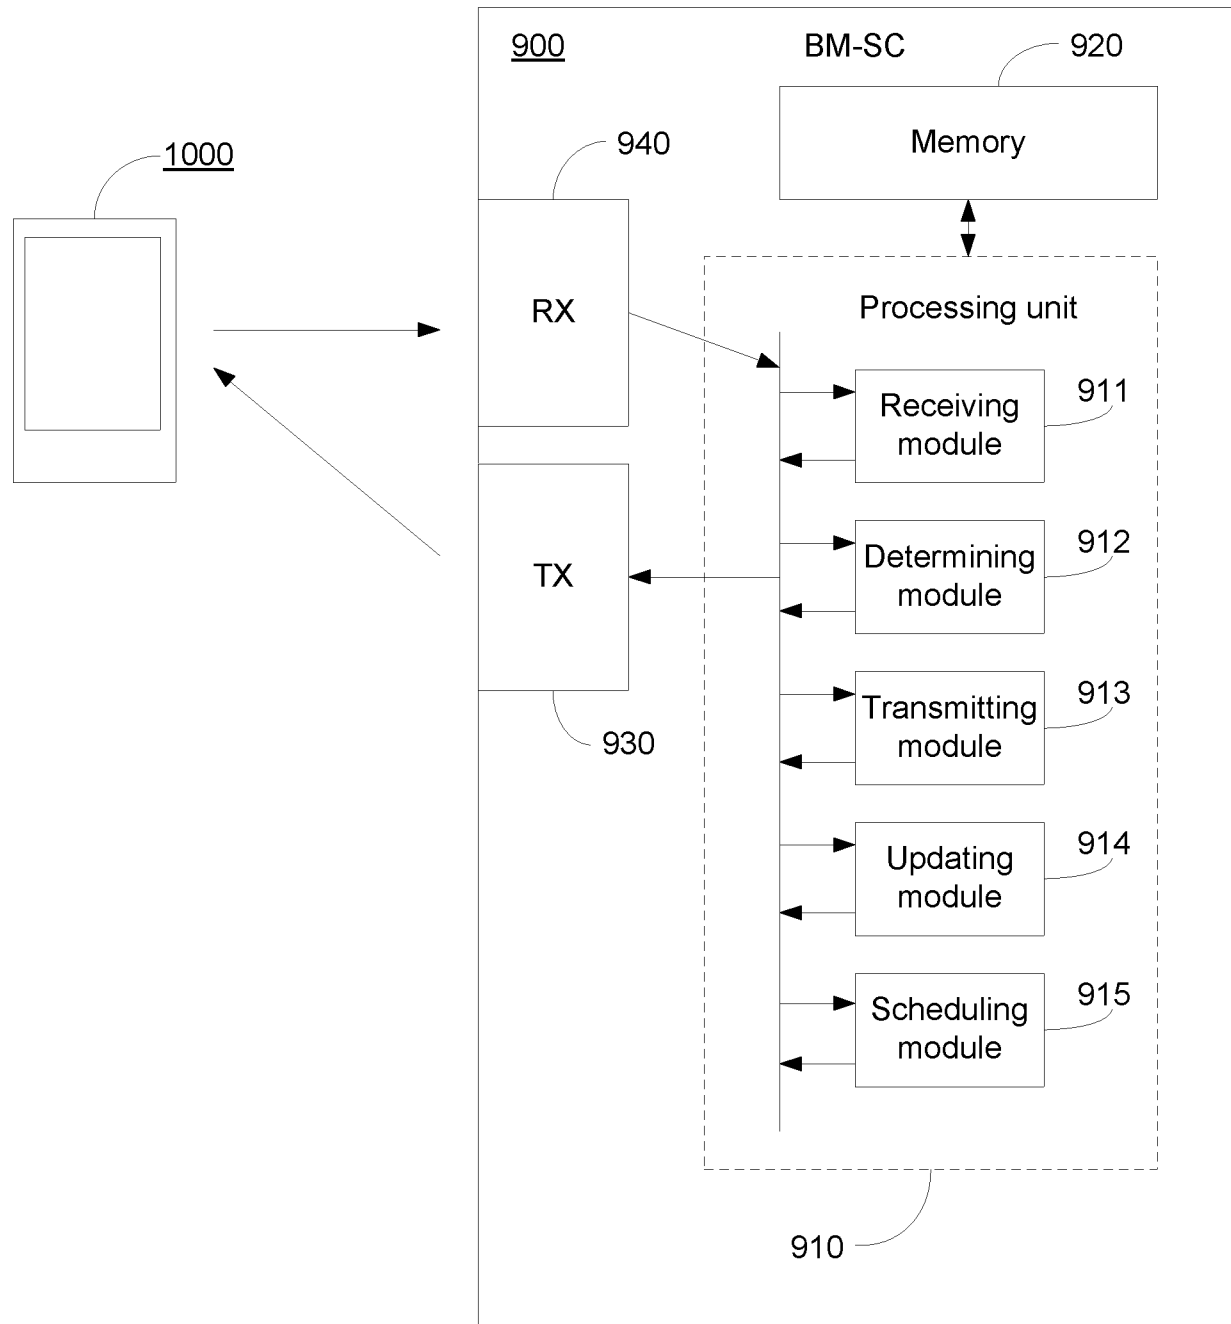 900
BM-SC
920
Memory
940
1000
RX
Processing unit
911
Receiving
module
912
Determining
module
TX
913
Transmitting
module
930
914
Updating
module
915
Scheduling
module
910